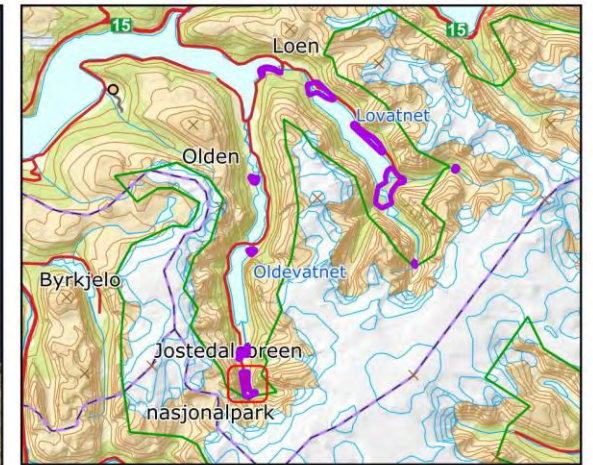 15
15
Loen
Lovatnet
Olden
Oldevatnet
Byrkjelo
Jostedalsbreen
nasjonalpark